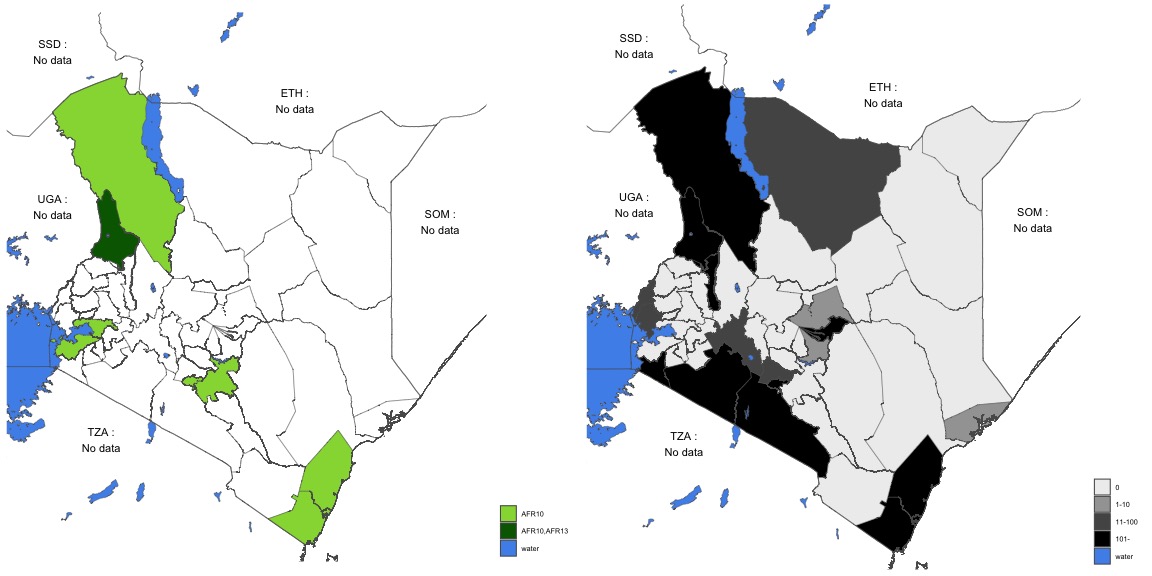 SSD :
No data
ETH :
No data
UGA :
No data
SOM :
No data
TZA :
No data
AFR10
AFR10,AFR13
water
SSD :
No data
ETH :
No data
UGA :
No data
SOM :
No data
TZA :
No data
0
1-10
11-100
101-
water